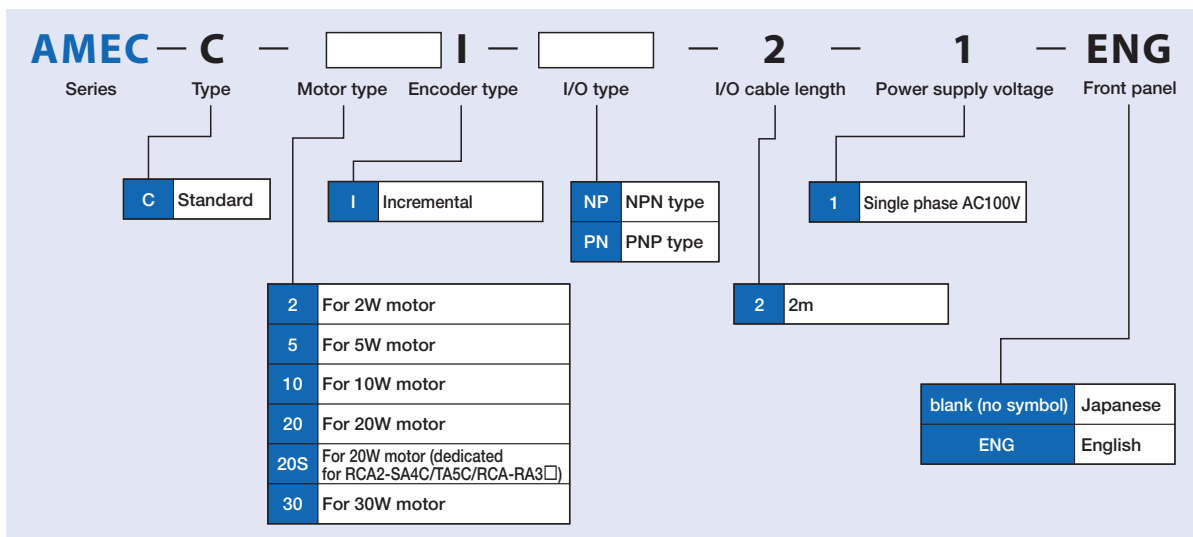 AMEC — C — I — — 2 — 1 — ENG
Series Type Motor type Encoder type I/O type I/O cable length Power supply voltage Front panel
C Standard
I Incremental
NP NPN type
PN PNP type
1 Single phase AC100V
2 For 2W motor
5 For 5W motor
10 For 10W motor
20 For 20W motor
20S For 20W motor (dedicated
for RCA2-SA4C/TA5C/RCA-RA3□)
30 For 30W motor
2 2m
blank (no symbol) Japanese
ENG English